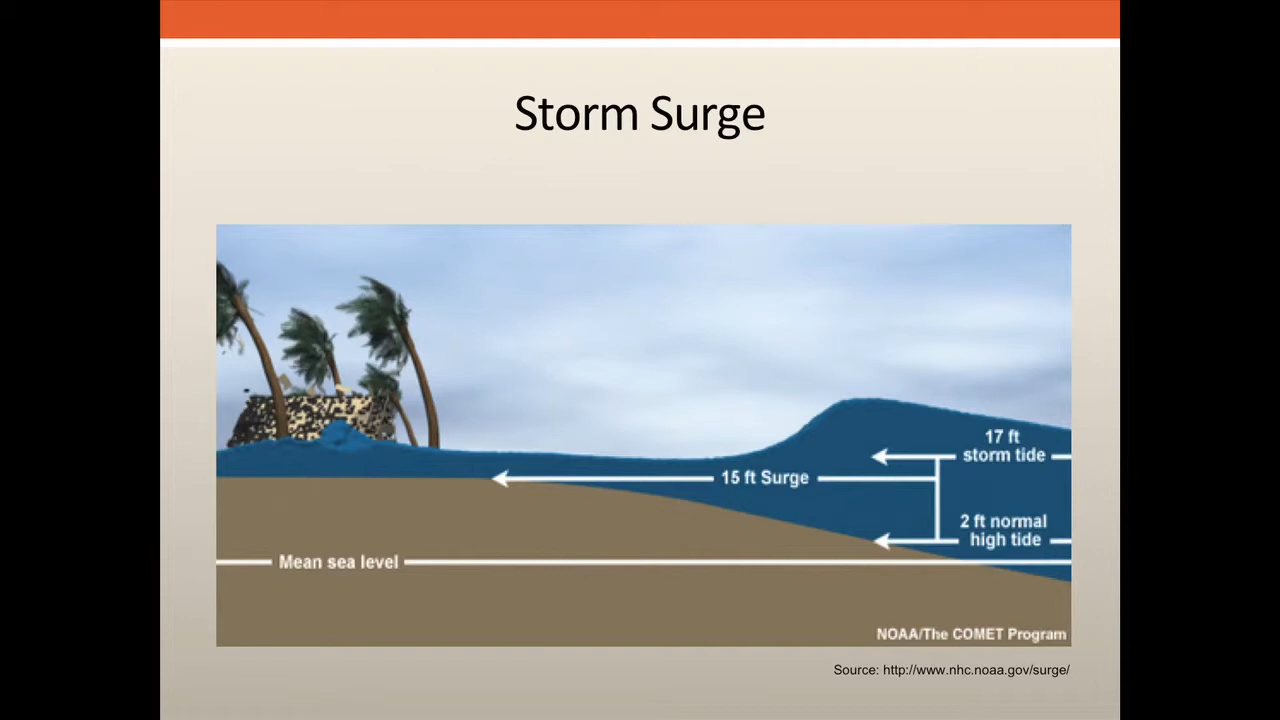 Storm Surge
17 ft
storm tide
15 ft Surge
2 ft normal
high tide
Mean sea level
NOAA/The COMET Program
Source: http://www.nhc.noaa.gov/surge/